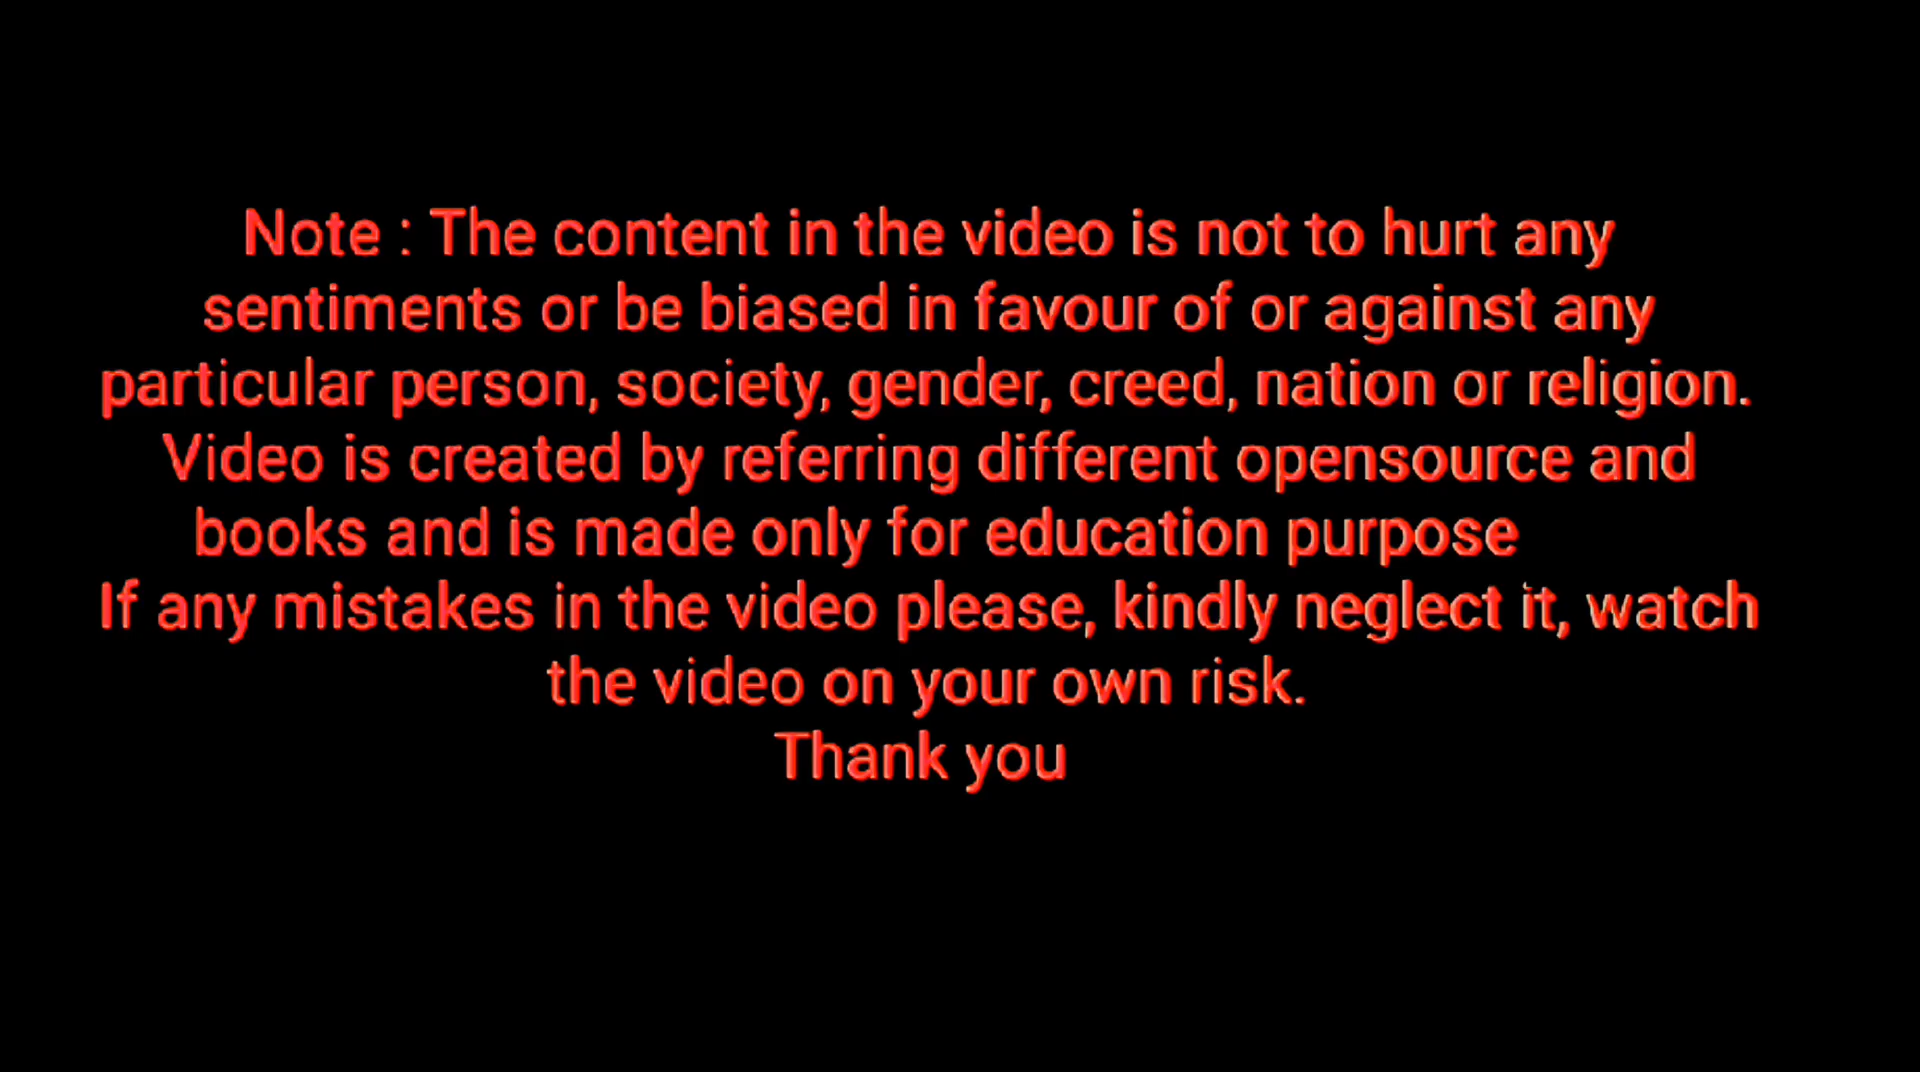 Note : The content in the video is not to hurt any
sentiments or be biased in favour of or against any
particular person, society, gender, creed, nation or religion.
Video is created by referring different opensource and
books and is made only for education purpose
If any mistakes in the video please, kindly neglect it, watch
the video on your own risk.
Thank you